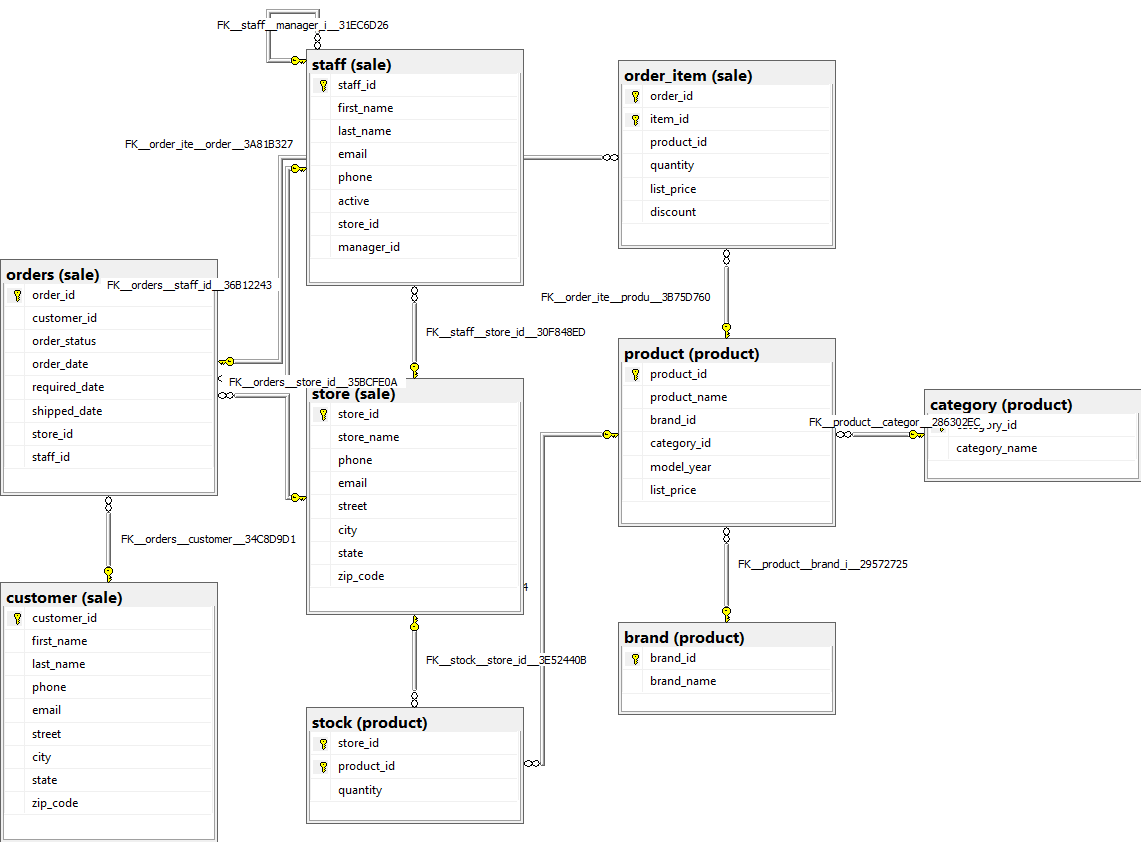 FK__staff__manager_i__31EC6D26
staff (sale)
staff_id
first_name
last_name
email
phone
active
store_id
manager_id
order_item (sale)
order_id
item_id
product_id
quantity
list_price
discount
FK__order_ite__order__3A81B327
orders (sale)
order_id
customer_id
order_status
order_date
required_date
shipped_date
store_id
staff_id
FK__orders__staff_id__36B12243
FK__staff__store_id__30F848ED
FK__order_ite__produ__3B75D760
FK__orders__store_id__35BCFE0A
store (sale)
store_id
store_name
phone
email
street
city
state
zip_code
product (product)
product_id
product_name
brand_id
category_id
model_year
list_price
FK__product__categor__286302EC
category (product)
category_name
FK__orders__customer__34C8D9D1
customer (sale)
customer_id
first_name
last_name
phone
email
street
city
state
zip_code
4
FK__product__brand_i__29572725
brand (product)
brand_id
brand_name
FK__stock__store_id__3E52440B
stock (product)
store_id
product_id
quantity